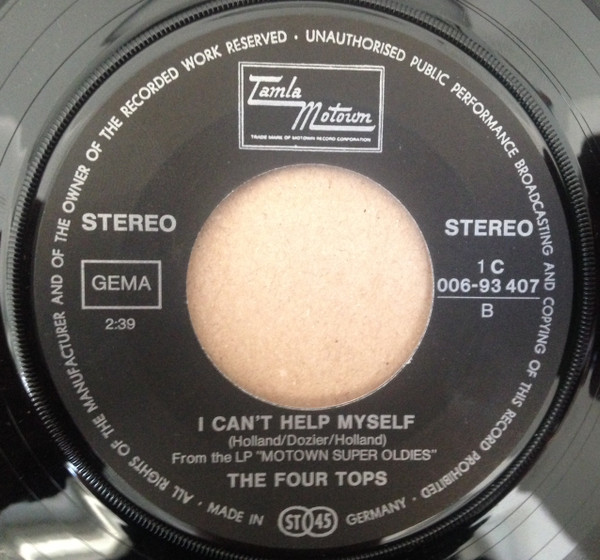 ALL RIGHTS OF THE MANUFACTURER AND OF THE OWNER OF THE RECORDED WORK RESERVED · UNAUTHORISED PUBLIC PERFORMANCE BROADCASTING AND COPYING OF THIS RECORD PROHIBITED ·
Tamla
Motown
TRADE NAME OF MOTOWN RECORD CORPORATION
STEREO
STEREO
GEMA
2:39
1 C
006-93 407
B
I CAN'T HELP MYSELF
(Holland/Dozier/Holland)
From the LP "MOTOWN SUPER OLDIES"
THE FOUR TOPS
· MADE IN GERMANY ·
ST 45